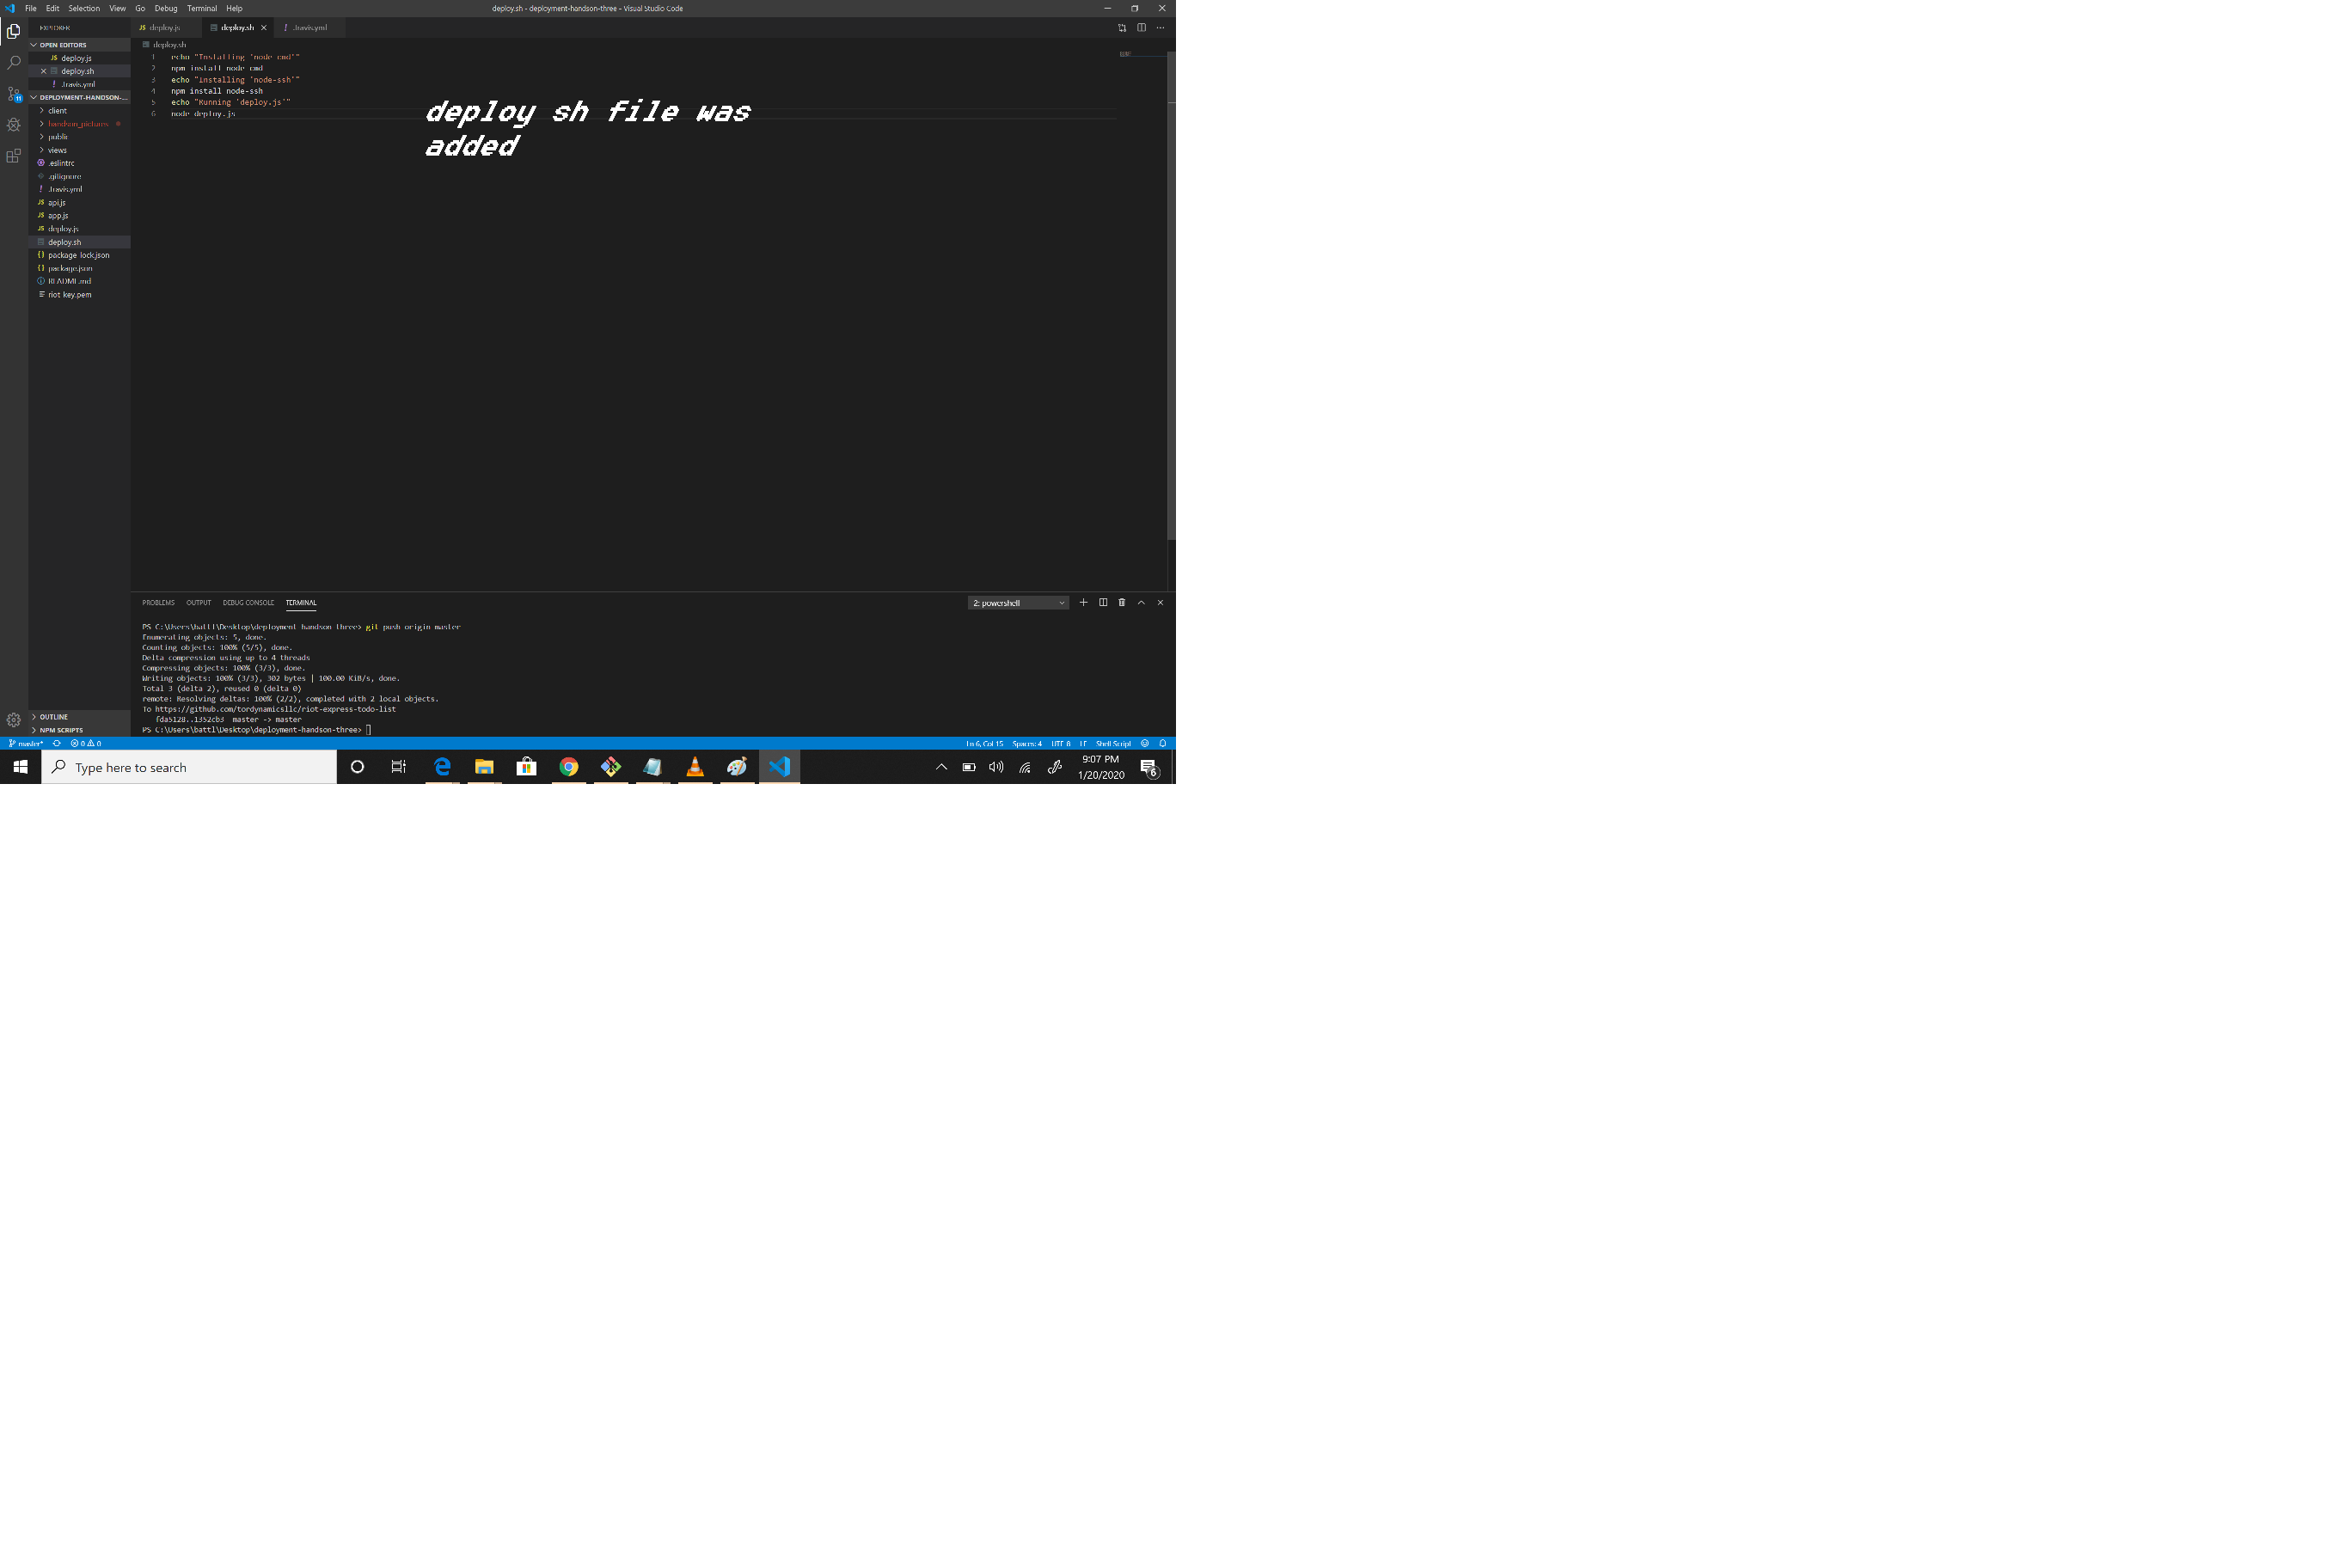 File Edit Selection View Go Debug Terminal Help
deploy.sh - deployment-handson-three - Visual Studio Code
EXPLORER
OPEN EDITORS
JS deploy.js
deploy.sh
! .travis.yml
DEPLOYMENT-HANDSON-...
client
handson_pictures
public
views
.eslintrc
.gitignore
! .travis.yml
JS api.js
JS app.js
JS deploy.js
deploy.sh
{} package-lock.json
{} package.json
README.md
riot-key.pem
OUTLINE
NPM SCRIPTS
11
JS deploy.js
deploy.sh
! .travis.yml
deploy.sh
1 echo "Installing 'node-cmd'"
2 npm install node-cmd
3 echo "installing 'node-ssh'"
4 npm install node-ssh
5 echo "Running 'deploy.js'"
6 node deploy.js
deploy sh file was
added
PROBLEMS OUTPUT DEBUG CONSOLE TERMINAL
2: powershell
PS C:\Users\battl\Desktop\deployment-handson-three> git push origin master
Enumerating objects: 5, done.
Counting objects: 100% (5/5), done.
Delta compression using up to 4 threads
Compressing objects: 100% (3/3), done.
Writing objects: 100% (3/3), 302 bytes | 100.00 KiB/s, done.
Total 3 (delta 2), reused 0 (delta 0)
remote: Resolving deltas: 100% (2/2), completed with 2 local objects.
To https://github.com/tordynamicsllc/riot-express-todo-list
fda5128..1352cb3 master -> master
PS C:\Users\battl\Desktop\deployment-handson-three>
master* 0 0
Ln 6, Col 15 Spaces: 4 UTF-8 LF Shell Script
Type here to search
9:07 PM
1/20/2020
6